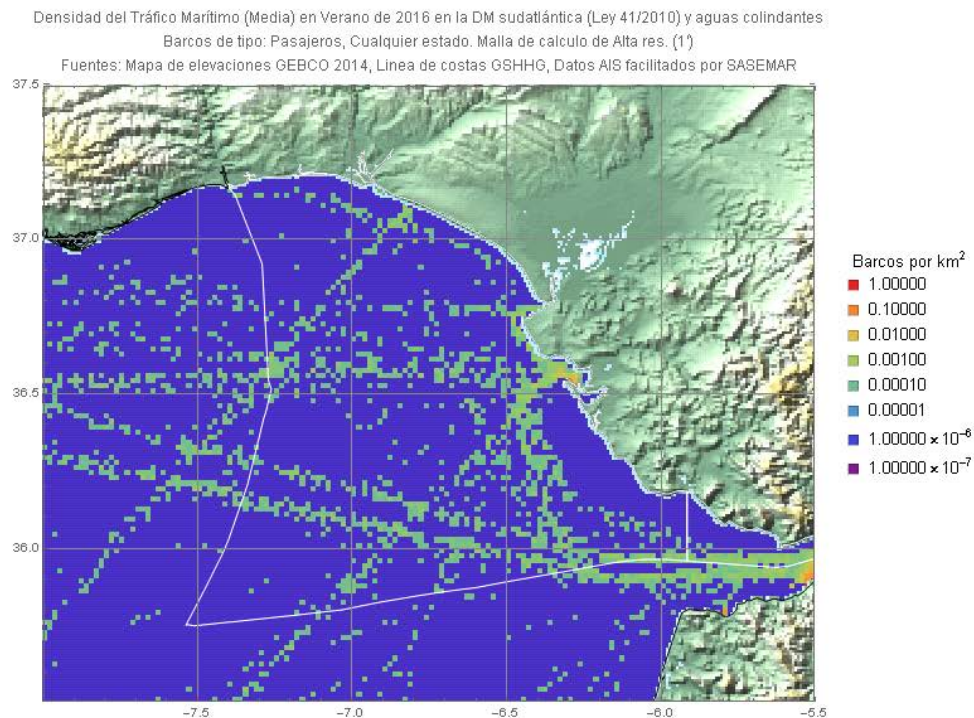 Densidad del Tráfico Marítimo (Media) en Verano de 2016 en la DM sudatlántica (Ley 41/2010) y aguas colindantes
Barcos de tipo: Pasajeros, Cualquier estado. Malla de calculo de Alta res. (1')
Fuentes: Mapa de elevaciones GEBCO 2014, Linea de costas GSHHG, Datos AIS facilitados por SASEMAR
37.5
37.0
36.5
36.0
-7.5
-7.0
-6.5
-6.0
-5.5
Barcos por km²
1.00000
0.10000
0.01000
0.00100
0.00010
0.00001
1.00000 × 10⁻⁶
1.00000 × 10⁻⁷